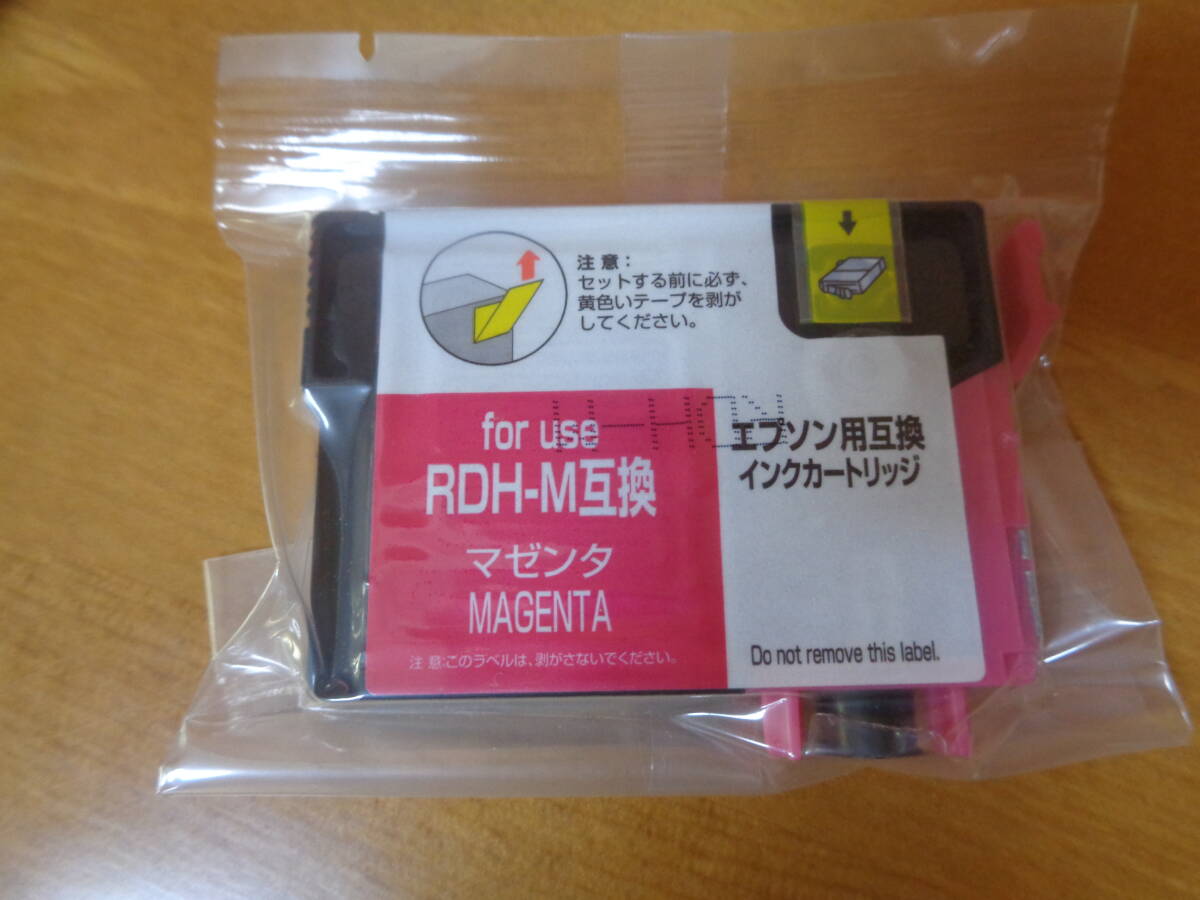 注 意：
セットする前に必ず、
黄色いテープを剥が
してください。
for use
RDH-M互換
マゼンタ
MAGENTA
注 意:このラベルは、剥がさないでください。
エプソン用互換
インクカートリッジ
Do not remove this label.